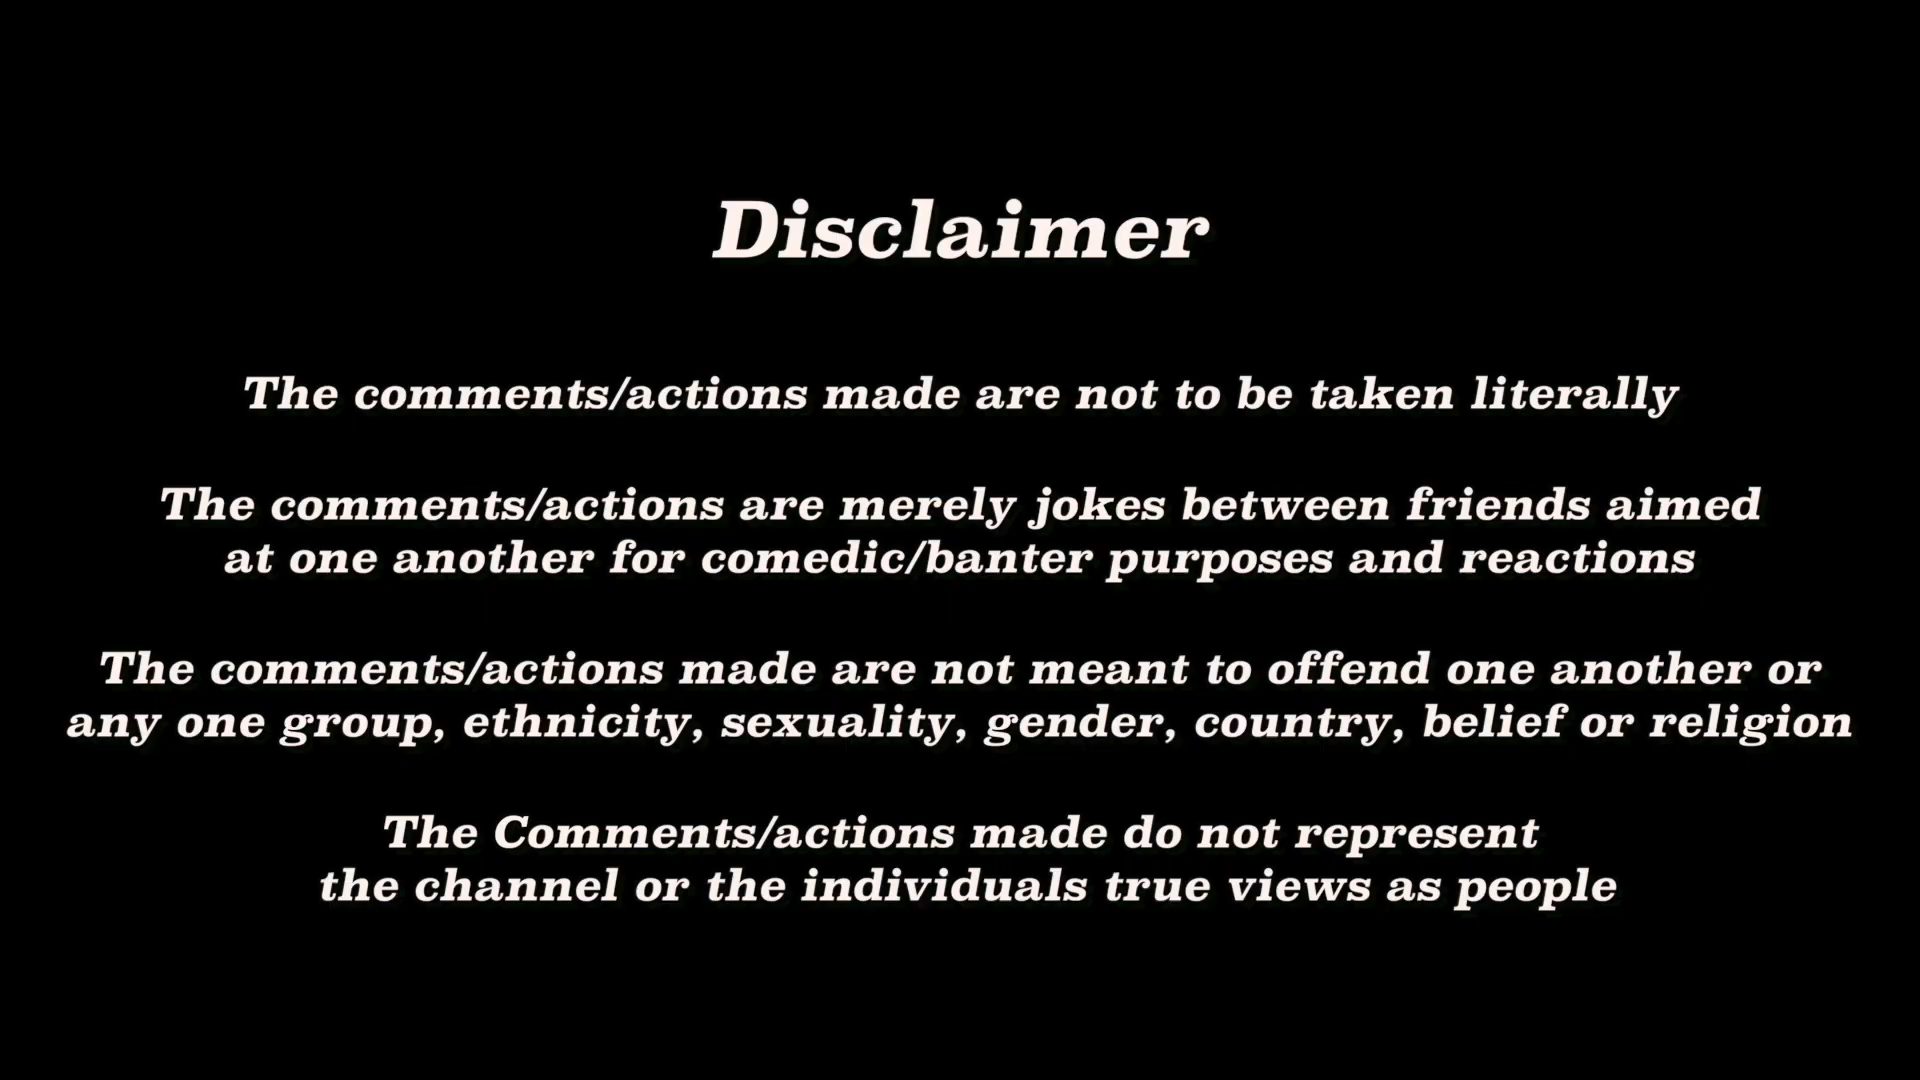 Disclaimer
The comments/actions made are not to be taken literally
The comments/actions are merely jokes between friends aimed
at one another for comedic/banter purposes and reactions
The comments/actions made are not meant to offend one another or
any one group, ethnicity, sexuality, gender, country, belief or religion
The Comments/actions made do not represent
the channel or the individuals true views as people